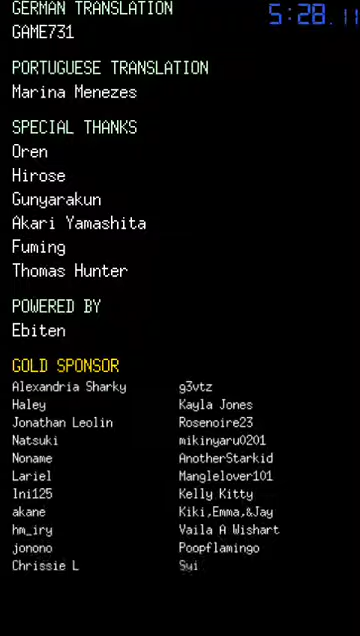 GERMAN TRANSLATION
5:28.11
GAME731
PORTUGUESE TRANSLATION
Marina Menezes
SPECIAL THANKS
Oren
Hirose
Gunyarakun
Akari Yamashita
Fuming
Thomas Hunter
POWERED BY
Ebiten
GOLD SPONSOR
Alexandria Sharky g3vtz
Haley Kayla Jones
Jonathan Leolin Rosenoire23
Natsuki mikinyaru0201
Noname AnotherStarkid
Lariel Manglelover101
lni125 Kelly Kitty
akane Kiki,Emma,&Jay
hm_iry Vaila A Wishart
jonono Poopflamingo
Chrissie L Syi